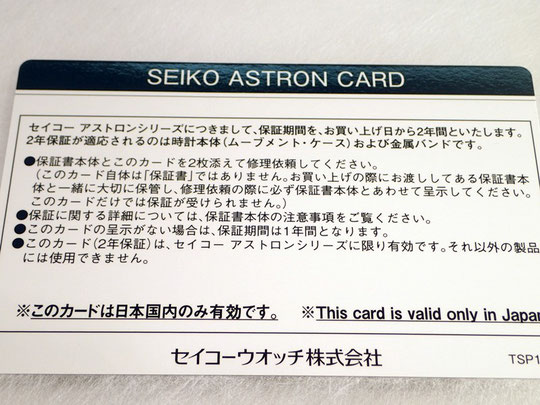 SEIKO ASTRON CARD
セイコー アストロンシリーズにつきまして、保証期間を、お買い上げ日から2年間といたします。
2年保証が適応されるのは時計本体（ムーブメント・ケース）および金属バンドです。
●保証書本体とこのカードを2枚添えて修理依頼してください。
（このカード自体は「保証書」ではありません。お買い上げの際にお渡ししてある保証書本
体と一緒に大切に保管し、修理依頼の際に必ず保証書本体とあわせて呈示してください。
このカードだけでは保証が受けられません。）
●保証に関する詳細については、保証書本体の注意事項をご覧ください。
●このカードの呈示がない場合は、保証期間は1年間となります。
●このカード（2年保証）は、セイコー アストロンシリーズに限り有効です。それ以外の製品
には使用できません。
※このカードは日本国内のみ有効です。 ※This card is valid only in Japa
セイコーウオッチ株式会社
TSP1